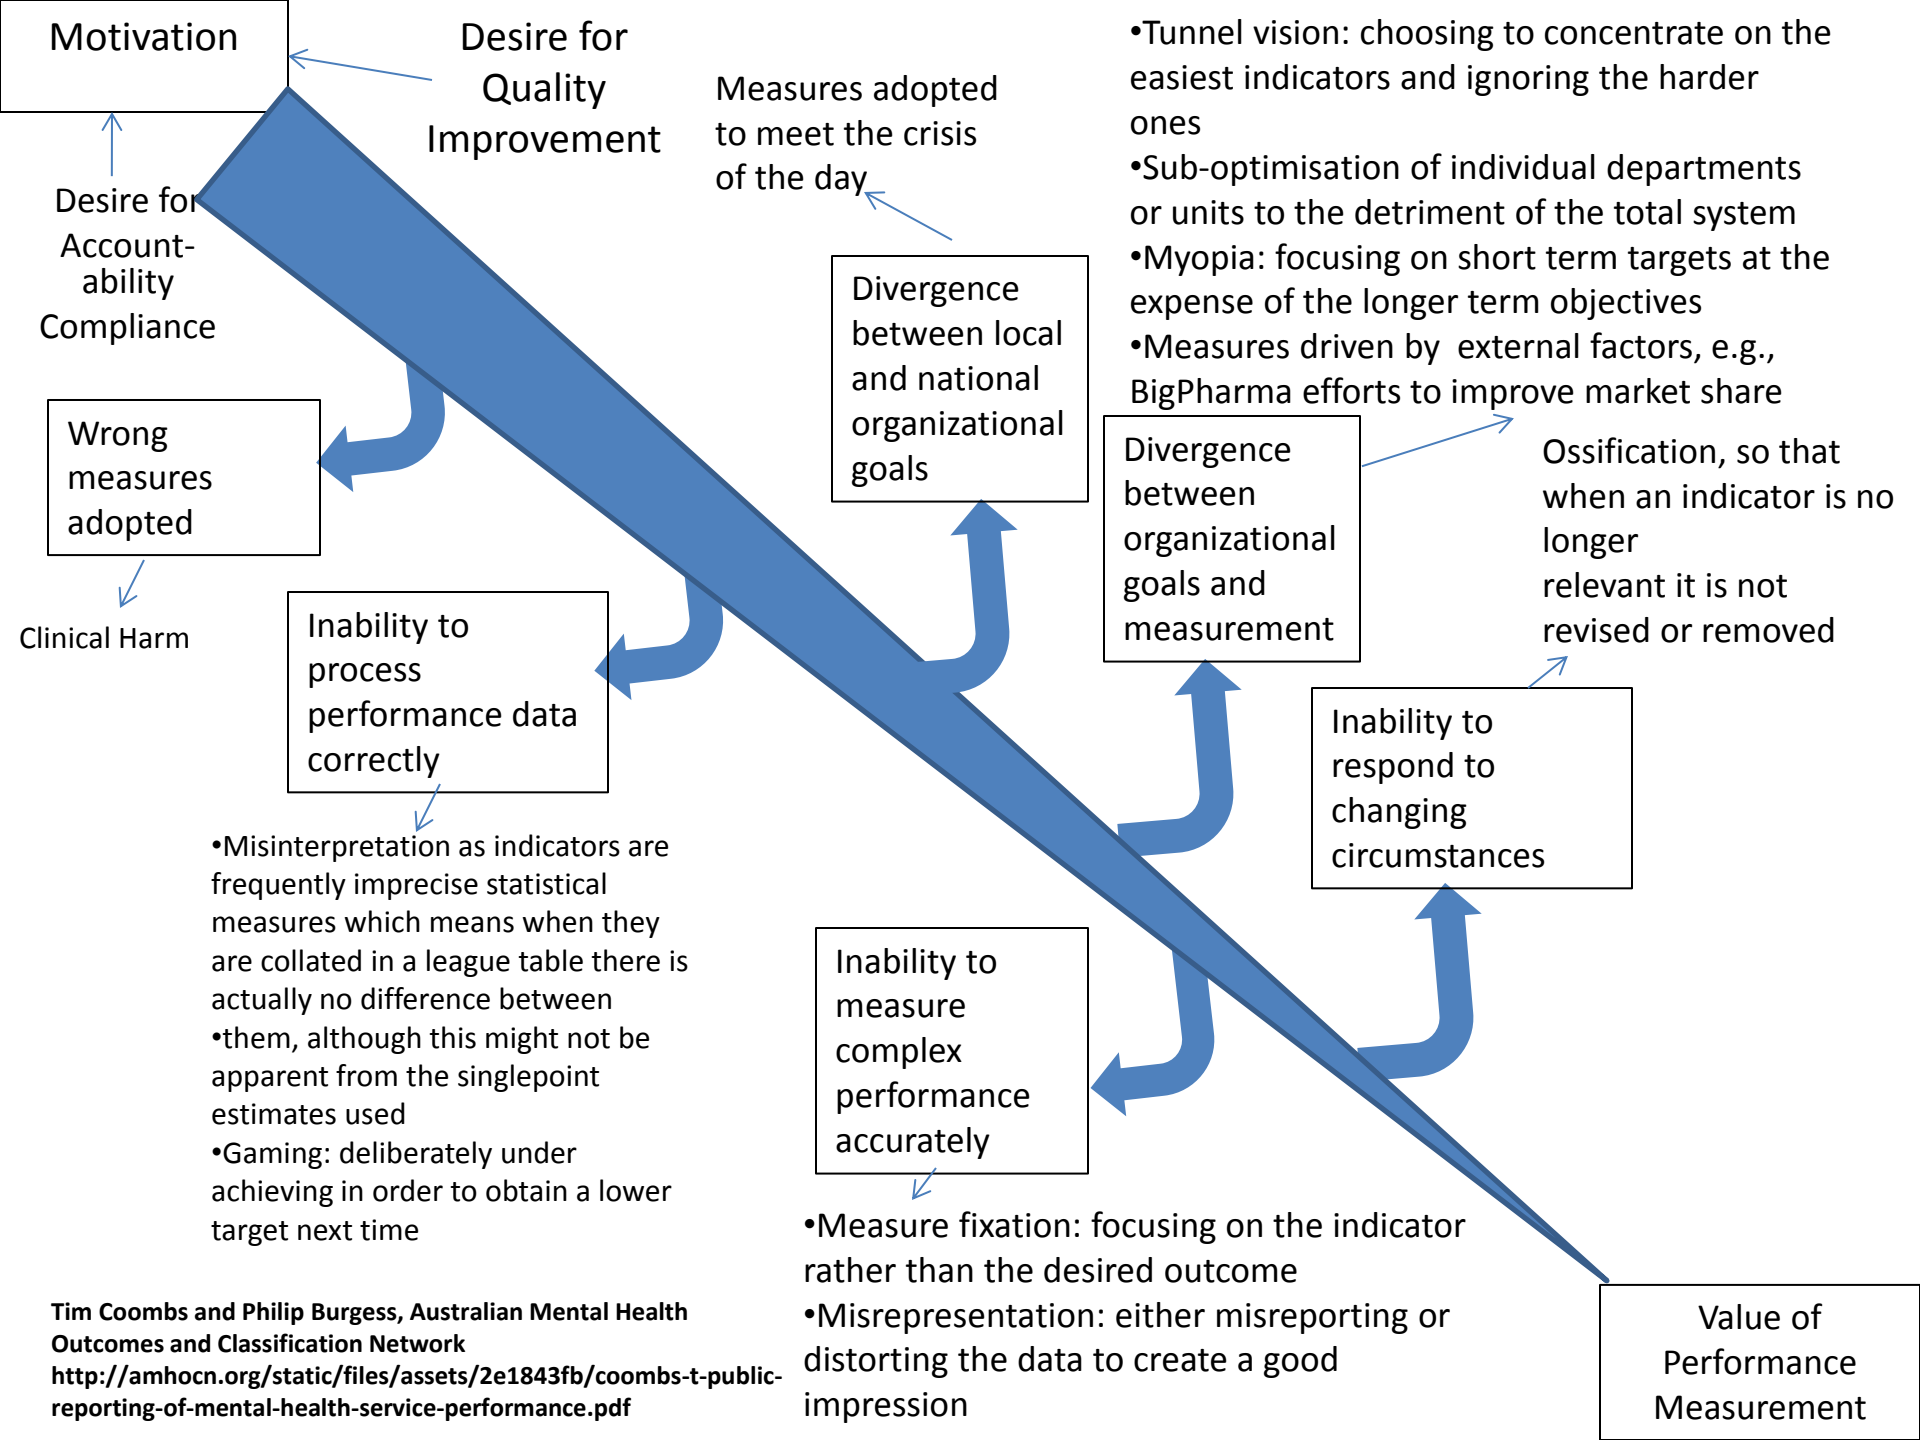 Motivation
Desire for
Quality
Improvement
Desire for
Account-
ability
Compliance
Measures adopted
to meet the crisis
of the day
•Tunnel vision: choosing to concentrate on the
easiest indicators and ignoring the harder
ones
•Sub-optimisation of individual departments
or units to the detriment of the total system
•Myopia: focusing on short term targets at the
expense of the longer term objectives
•Measures driven by  external factors, e.g.,
BigPharma efforts to improve market share
Wrong
measures
adopted
Clinical Harm
Divergence
between local
and national
organizational
goals
Divergence
between
organizational
goals and
measurement
Ossification, so that
when an indicator is no
longer
relevant it is not
revised or removed
Inability to
process
performance data
correctly
Inability to
respond to
changing
circumstances
•Misinterpretation as indicators are
frequently imprecise statistical
measures which means when they
are collated in a league table there is
actually no difference between
•them, although this might not be
apparent from the singlepoint
estimates used
•Gaming: deliberately under
achieving in order to obtain a lower
target next time
Inability to
measure
complex
performance
accurately
•Measure fixation: focusing on the indicator
rather than the desired outcome
•Misrepresentation: either misreporting or
distorting the data to create a good
impression
Tim Coombs and Philip Burgess, Australian Mental Health
Outcomes and Classification Network
http://amhocn.org/static/files/assets/2e1843fb/coombs-t-public-
reporting-of-mental-health-service-performance.pdf
Value of
Performance
Measurement